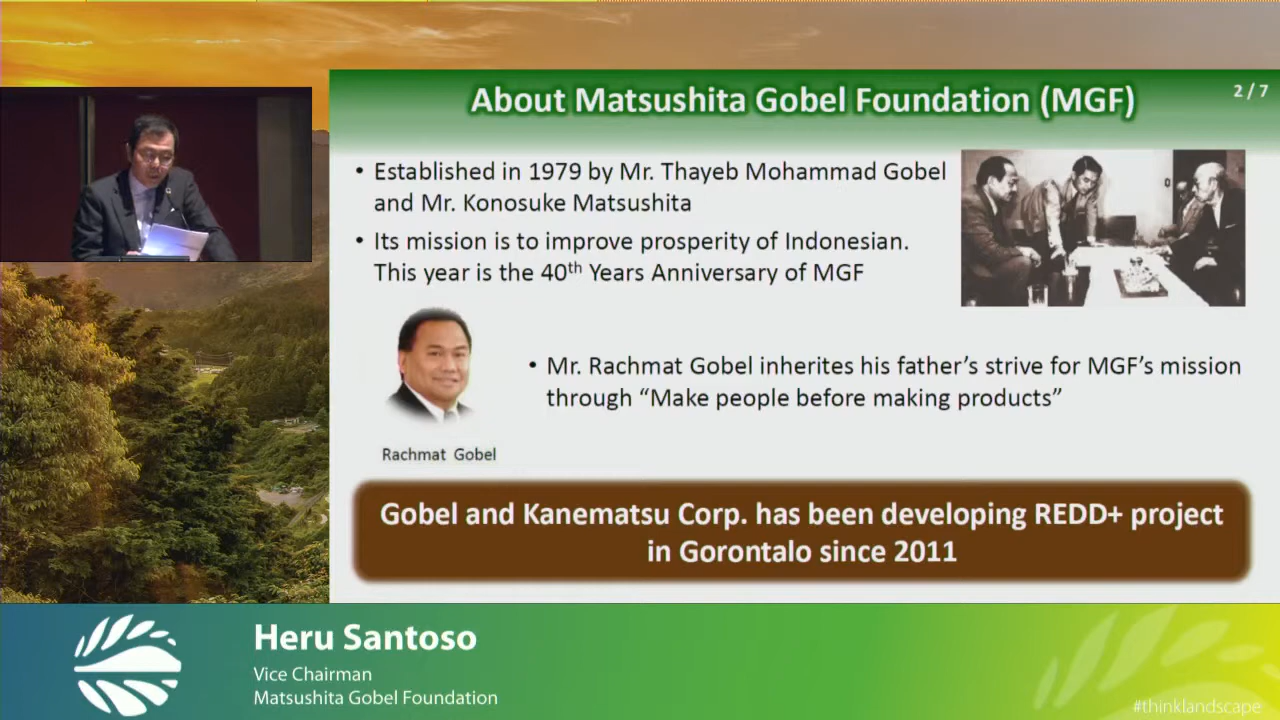 About Matsushita Gobel Foundation (MGF)
2 / 7
• Established in 1979 by Mr. Thayeb Mohammad Gobel
and Mr. Konosuke Matsushita
• Its mission is to improve prosperity of Indonesian.
This year is the 40th Years Anniversary of MGF
• Mr. Rachmat Gobel inherites his father's strive for MGF's mission
through “Make people before making products”
Rachmat Gobel
Gobel and Kanematsu Corp. has been developing REDD+ project
in Gorontalo since 2011
Heru Santoso
Vice Chairman
Matsushita Gobel Foundation
#thinklandscape